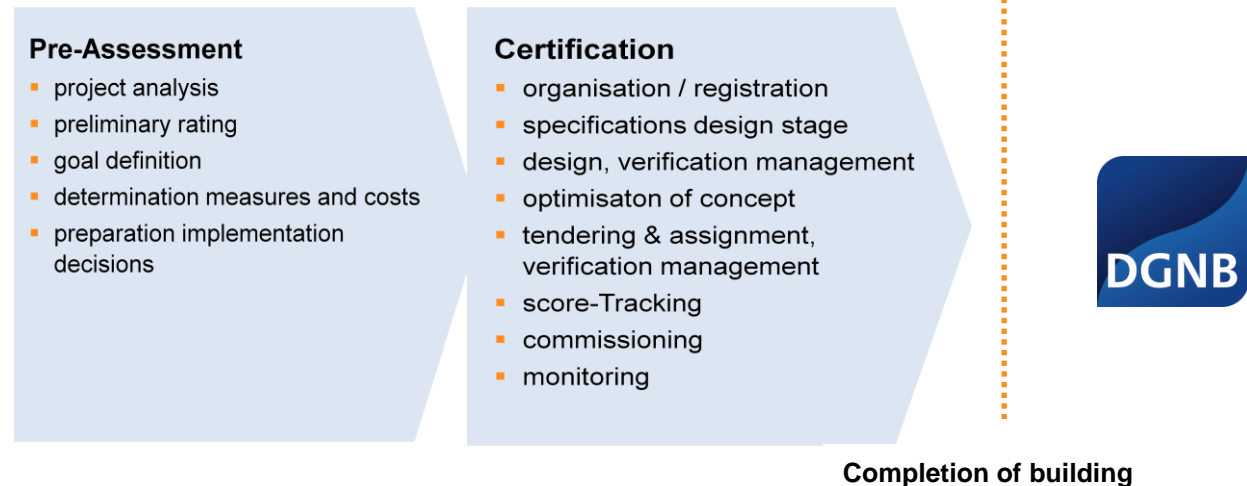 Pre-Assessment
project analysis
preliminary rating
goal definition
determination measures and costs
preparation implementation
decisions
Certification
organisation / registration
specifications design stage
design, verification management
optimisaton of concept
tendering & assignment,
verification management
score-Tracking
commissioning
monitoring
DGNB
Completion of building